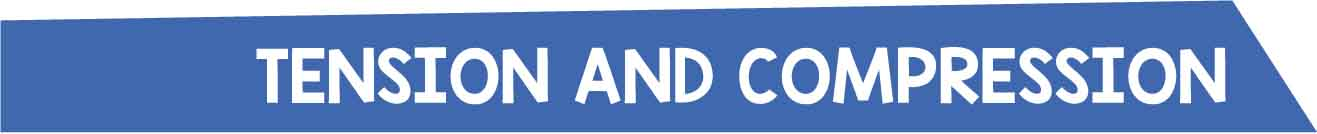 TENSION AND COMPRESSION